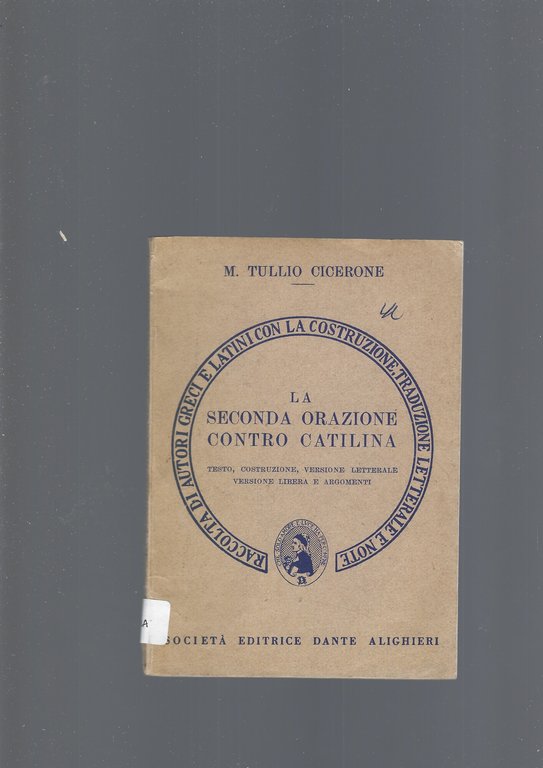 M. TULLIO CICERONE
RACCOLTA DI AUTORI GRECI E LATINI CON LA COSTRUZIONE, TRADUZIONE LETTERALE E NOTE
LA
SECONDA ORAZIONE
CONTRO CATILINA
TESTO, COSTRUZIONE, VERSIONE LETTERALE
VERSIONE LIBERA E ARGOMENTI
SOCIETÀ EDITRICE DANTE ALIGHIERI
A